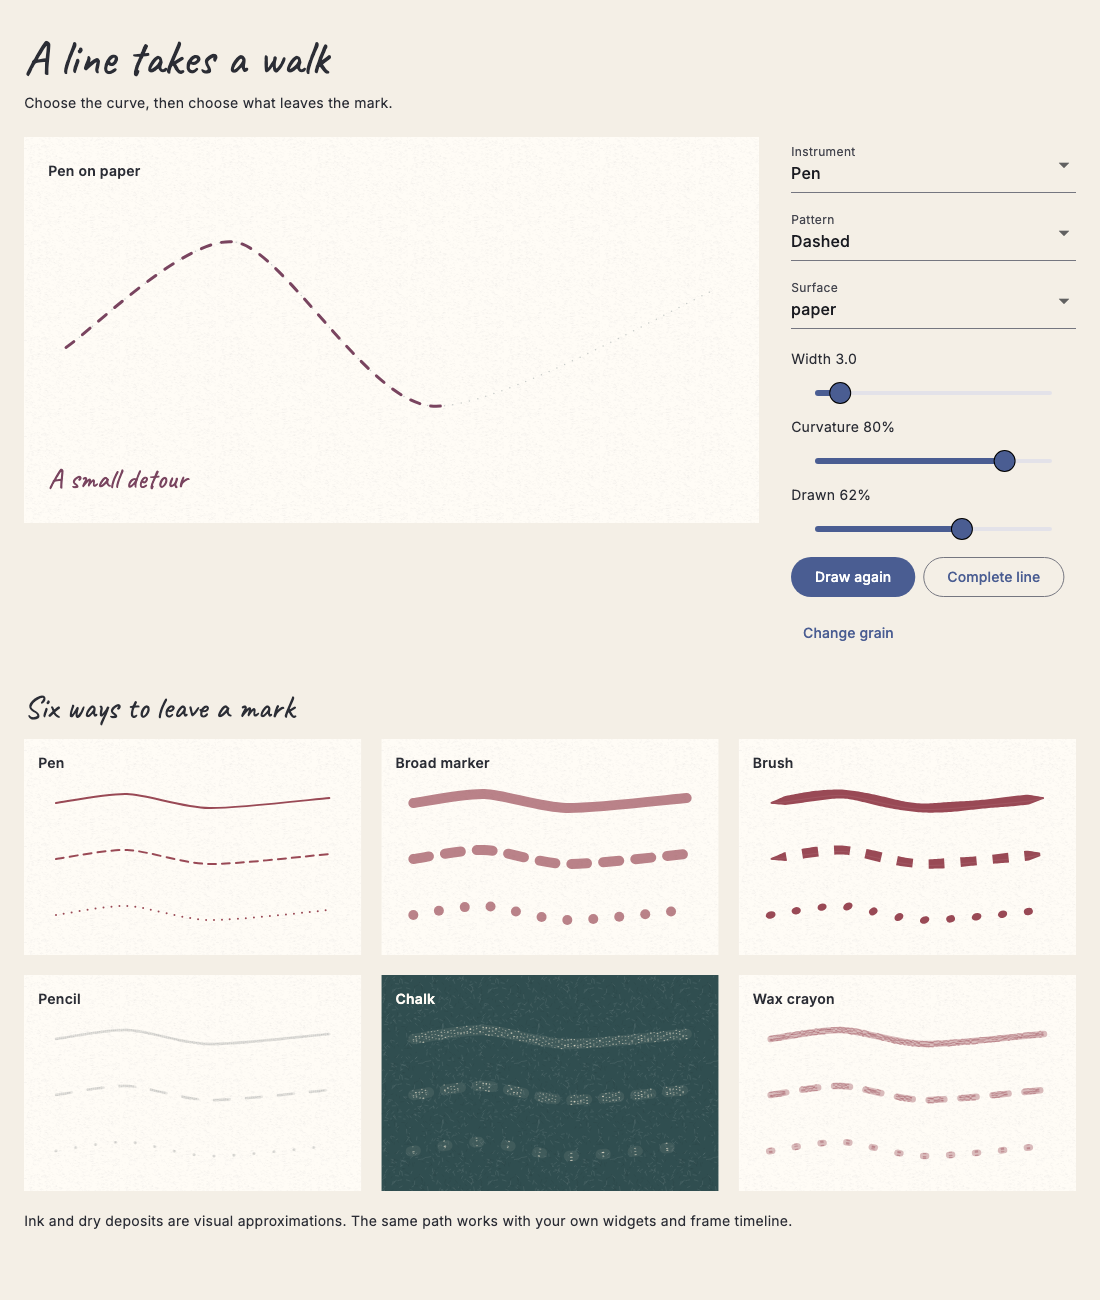 A line takes a walk
Choose the curve, then choose what leaves the mark.
Pen on paper
A small detour
Instrument
Pen
Pattern
Dashed
Surface
paper
Width 3.0
Curvature 80%
Drawn 62%
Draw again
Complete line
Change grain
Six ways to leave a mark
Pen
Broad marker
Brush
Pencil
Chalk
Wax crayon
Ink and dry deposits are visual approximations. The same path works with your own widgets and frame timeline.